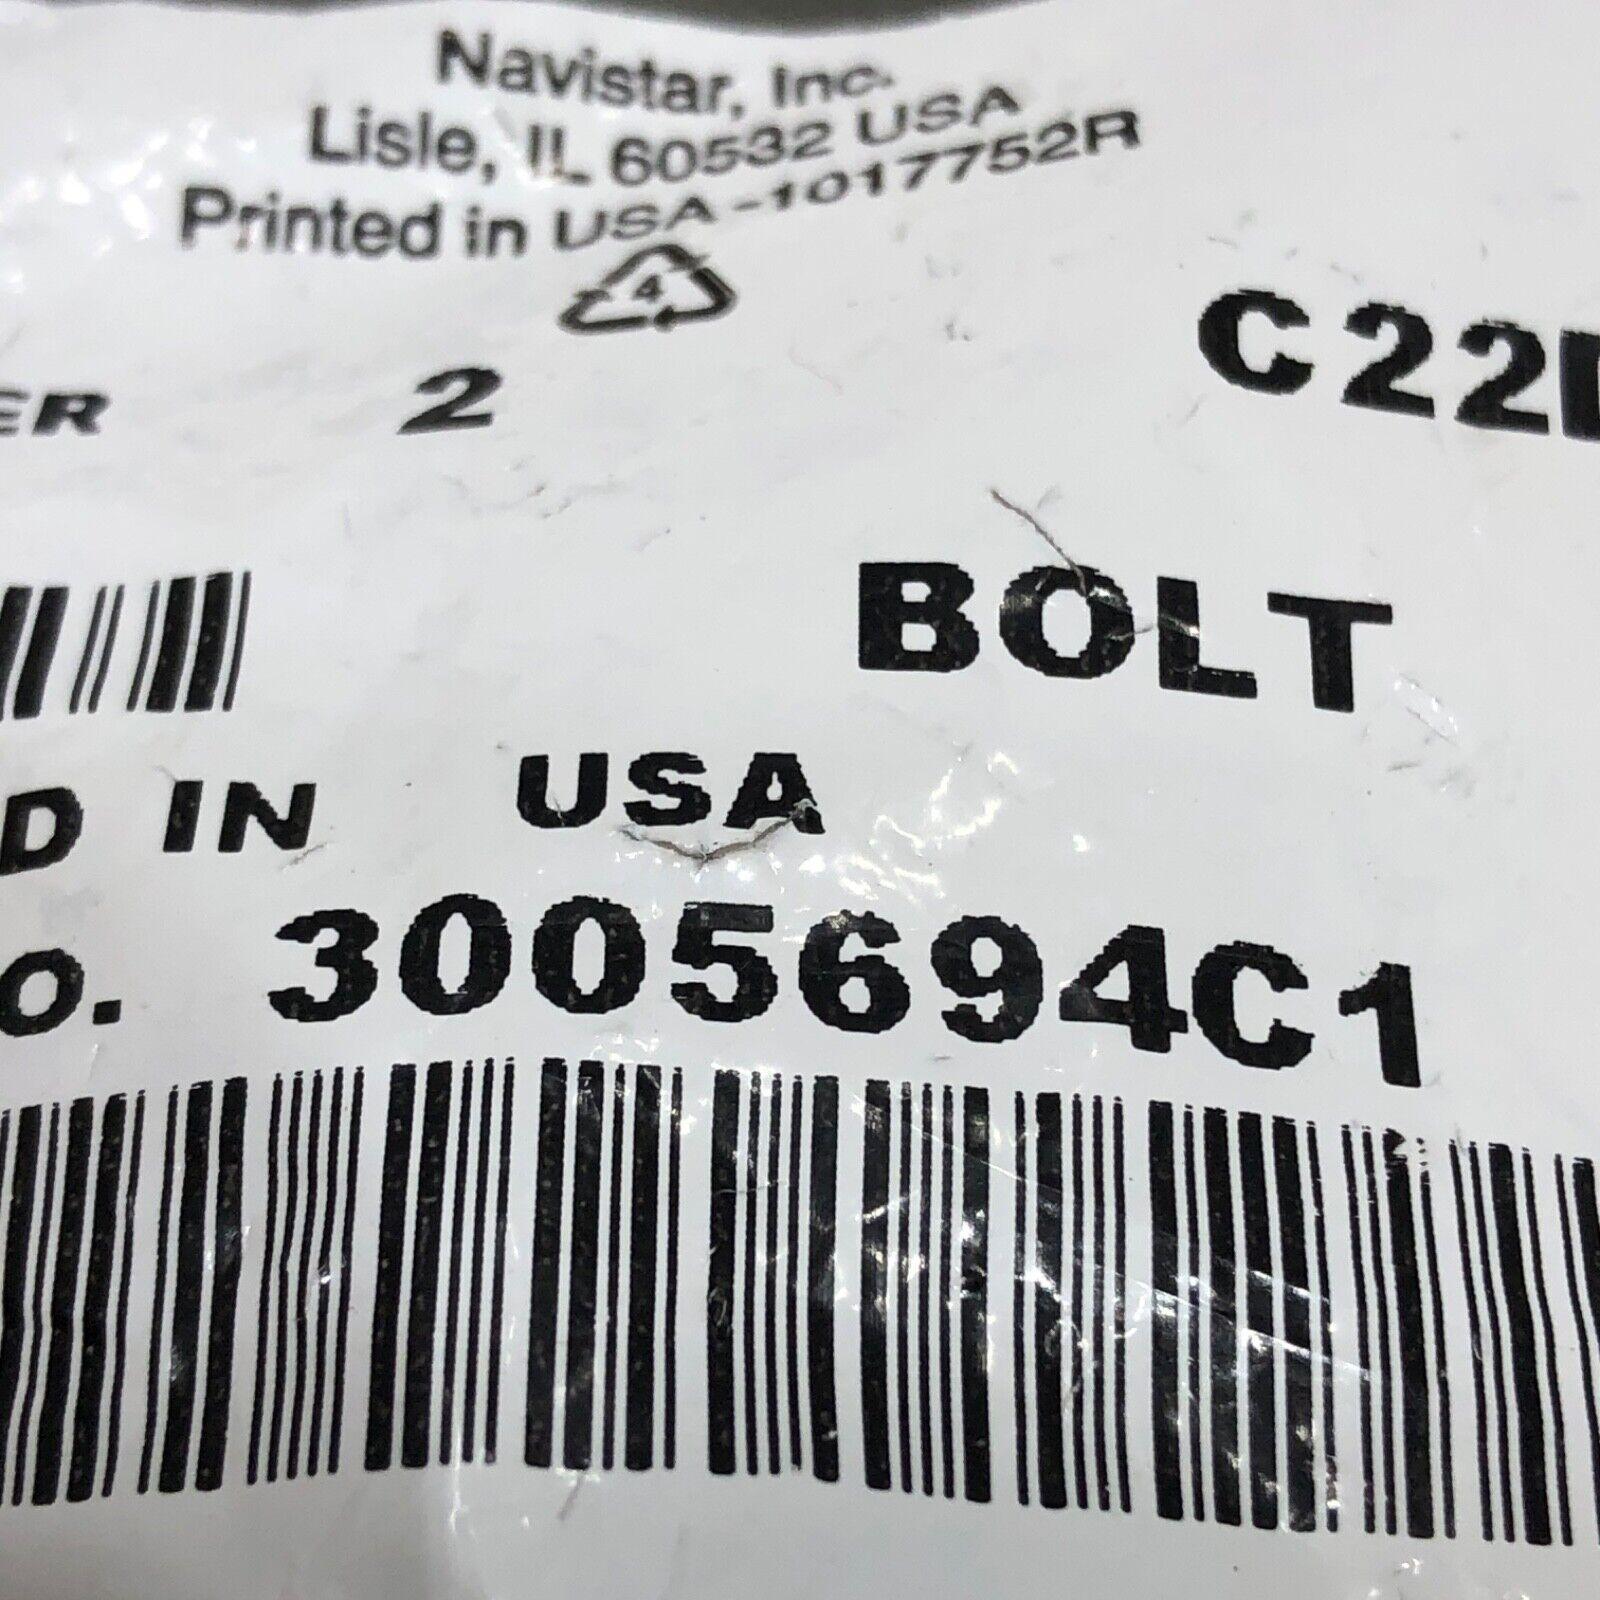 Navistar, Inc.
Lisle, IL 60532 USA
Printed in USA-1017752R
4
ER 2 C22
BOLT
D IN USA
O. 3005694C1